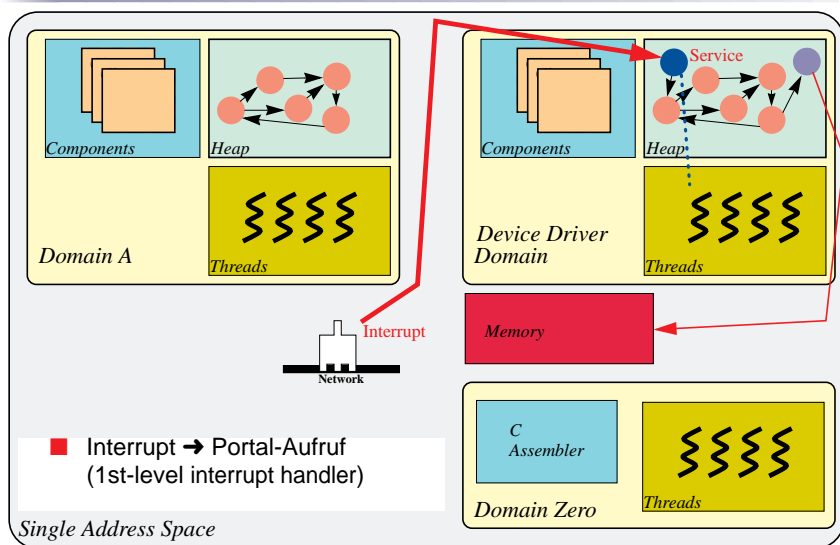 Components
Heap
Threads
Domain A
Service
Components
Heap
Threads
Device Driver
Domain
Interrupt
Network
Memory
Interrupt ➔ Portal-Aufruf
(1st-level interrupt handler)
C
Assembler
Threads
Domain Zero
Single Address Space